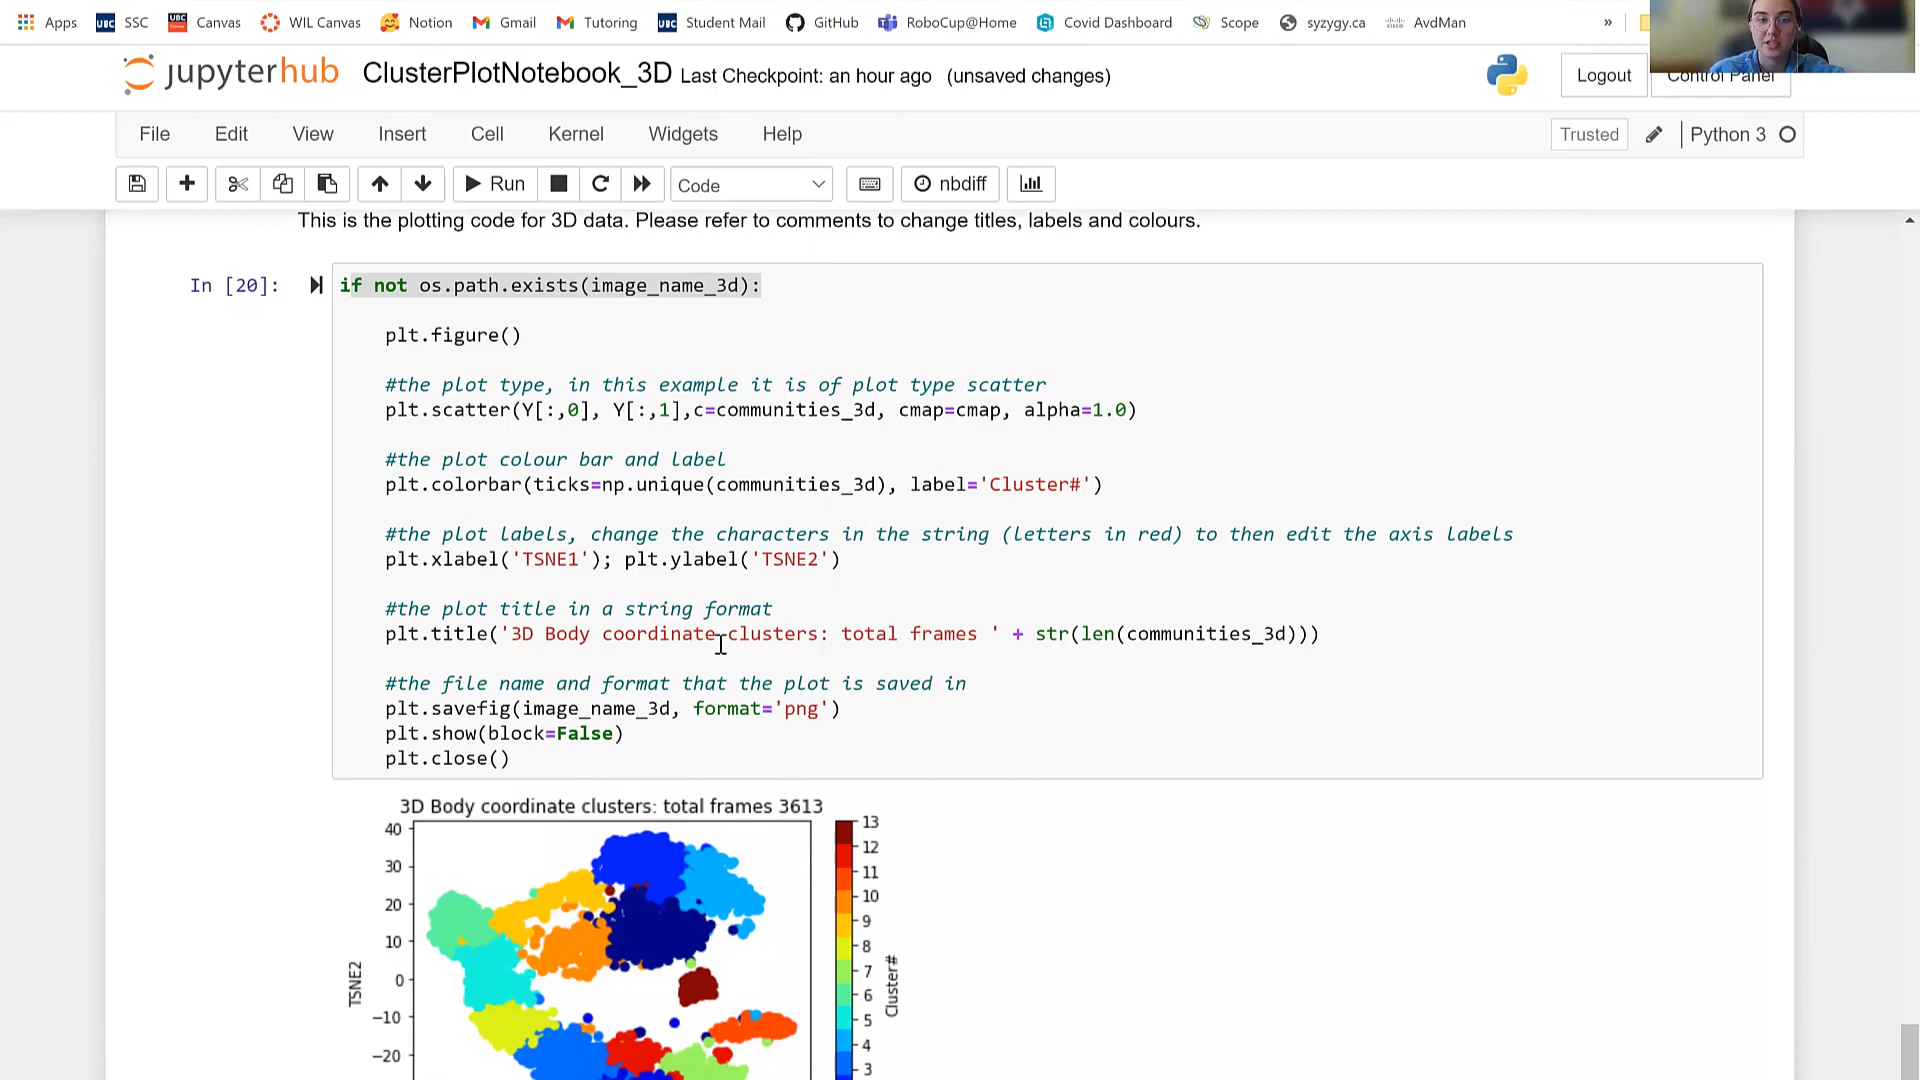 Apps SSC Canvas WIL Canvas Notion Gmail Tutoring Student Mail GitHub RoboCup@Home Covid Dashboard Scope syzygy.ca AvdMan »
jupyterhub ClusterPlotNotebook_3D Last Checkpoint: an hour ago (unsaved changes) Logout Control Panel
File Edit View Insert Cell Kernel Widgets Help Trusted Python 3
Run Code nbdiff
This is the plotting code for 3D data. Please refer to comments to change titles, labels and colours.
In [20]: if not os.path.exists(image_name_3d):
plt.figure()
#the plot type, in this example it is of plot type scatter
plt.scatter(Y[:,0], Y[:,1],c=communities_3d, cmap=cmap, alpha=1.0)
#the plot colour bar and label
plt.colorbar(ticks=np.unique(communities_3d), label='Cluster#')
#the plot labels, change the characters in the string (letters in red) to then edit the axis labels
plt.xlabel('TSNE1'); plt.ylabel('TSNE2')
#the plot title in a string format
plt.title('3D Body coordinate clusters: total frames ' + str(len(communities_3d)))
#the file name and format that the plot is saved in
plt.savefig(image_name_3d, format='png')
plt.show(block=False)
plt.close()
3D Body coordinate clusters: total frames 3613
40
30
20
10
0
−10
−20
TSNE2
13
12
11
10
9
8
7
6
5
4
3
Cluster#